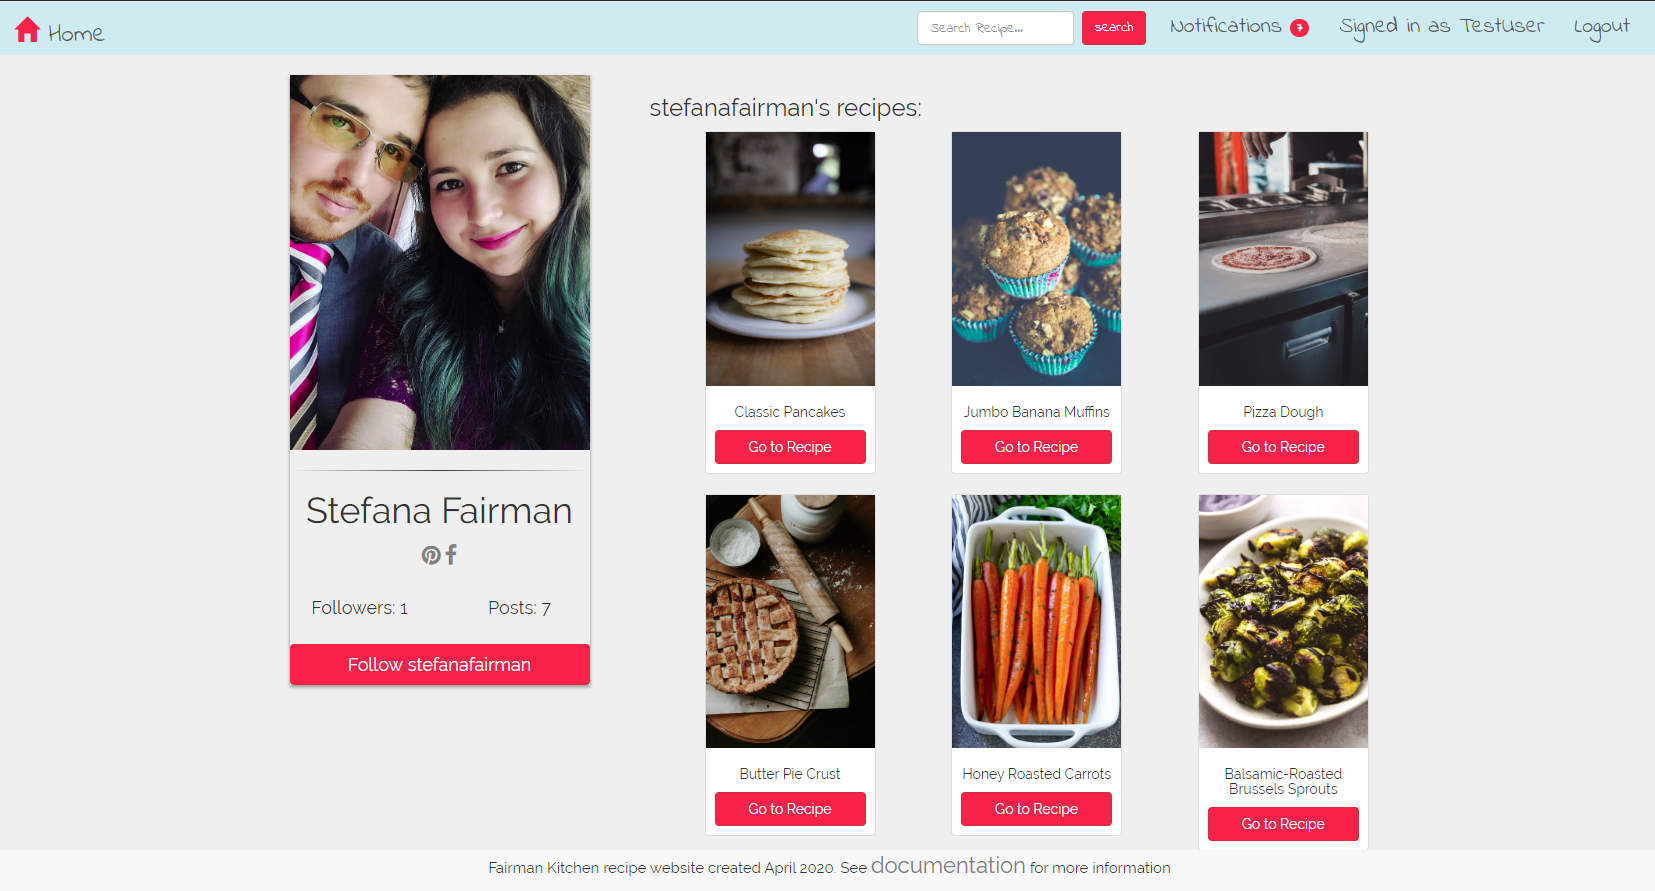 Home
Search Recipe...
search
Notifications 7
Signed in as TestUser
Logout
stefanafairman's recipes:
Classic Pancakes
Go to Recipe
Jumbo Banana Muffins
Go to Recipe
Pizza Dough
Go to Recipe
Stefana Fairman
Followers: 1
Posts: 7
Follow stefanafairman
Butter Pie Crust
Go to Recipe
Honey Roasted Carrots
Go to Recipe
Balsamic-Roasted
Brussels Sprouts
Go to Recipe
Fairman Kitchen recipe website created April 2020. See documentation for more information